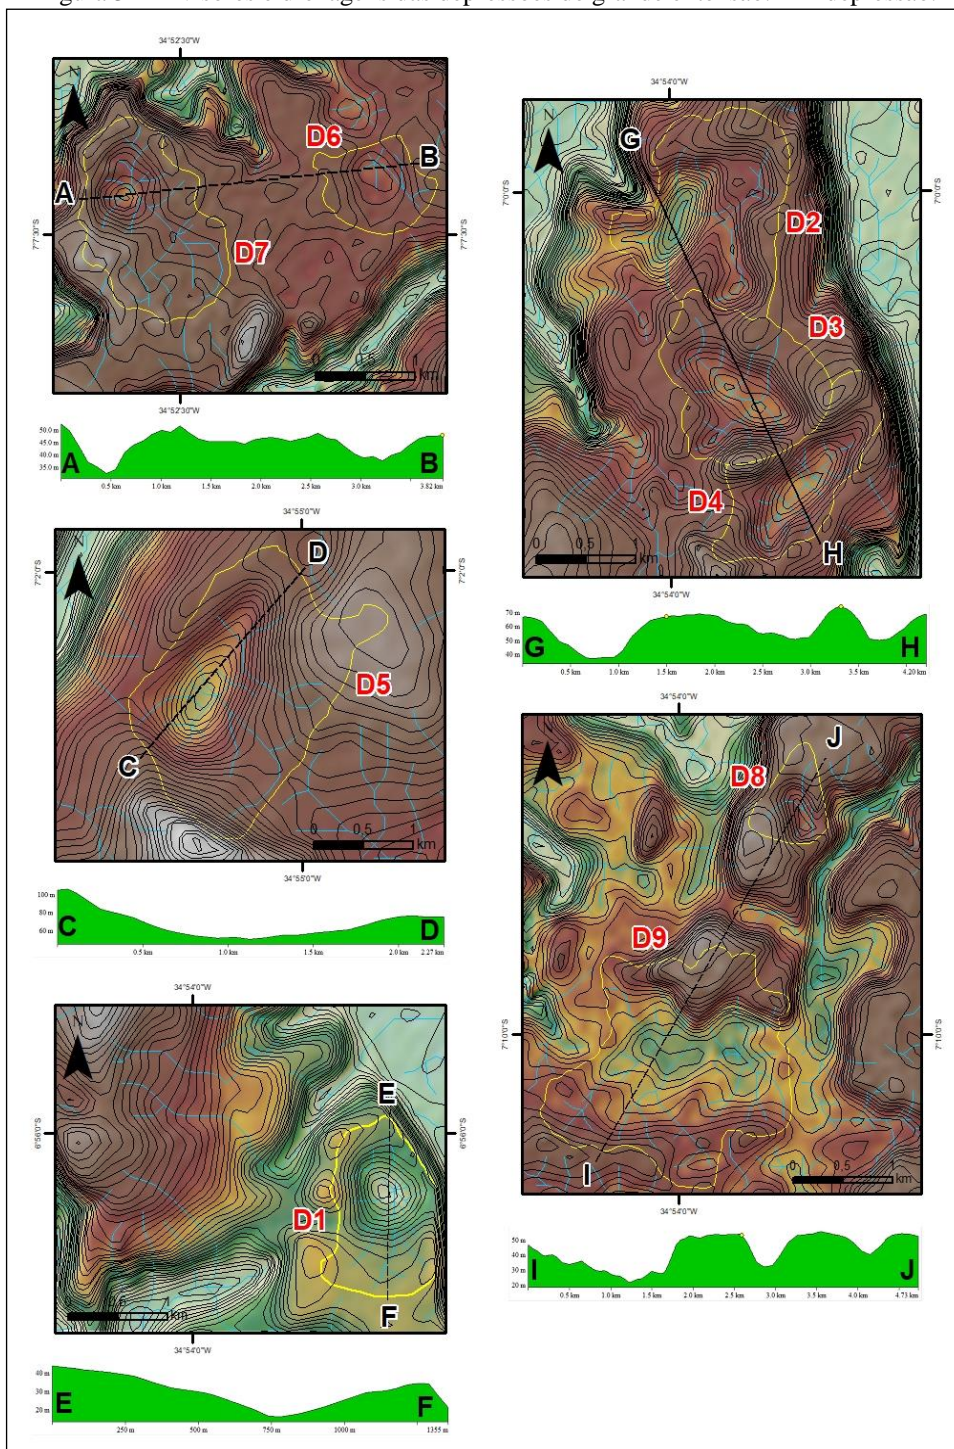 34°52'30"W
N
D6
B
A
7°7'30"S
7°7'30"S
D7
0 0,5 1
km
34°52'30"W
50.0 m
45.0 m
40.0 m
35.0 m
A
B
0.5 km 1.0 km 1.5 km 2.0 km 2.5 km 3.0 km 3.82 km
34°55'0"W
N
D
7°2'0"S
7°2'0"S
D5
C
0 0,5 1
km
34°55'0"W
100 m
80 m
60 m
C
D
0.5 km 1.0 km 1.5 km 2.0 km 2.27 km
34°54'0"W
N
E
6°56'0"S
6°56'0"S
D1
1
km
F
34°54'0"W
40 m
30 m
20 m
E
F
250 m 500 m 750 m 1000 m 1355 m
34°54'0"W
N
G
7°0'0"S
7°0'0"S
D2
D3
D4
0 0,5 1
km
H
34°54'0"W
70 m
60 m
50 m
40 m
G
H
0.5 km 1.0 km 1.5 km 2.0 km 2.5 km 3.0 km 3.5 km 4.20 km
34°54'0"W
N
J
D8
D9
7°10'0"S
7°10'0"S
I
0 0,5 1
km
34°54'0"W
50 m
40 m
30 m
20 m
I
J
0.5 km 1.0 km 1.5 km 2.0 km 2.5 km 3.0 km 3.5 km 4.0 km 4.73 km